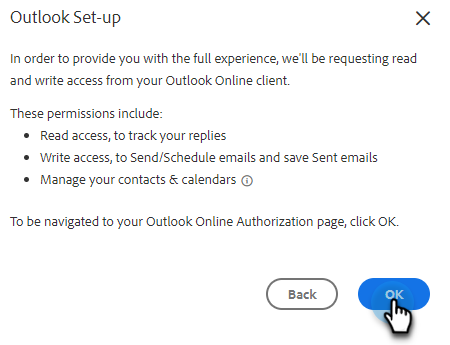 Outlook Set-up
In order to provide you with the full experience, we'll be requesting read
and write access from your Outlook Online client.
These permissions include:
• Read access, to track your replies
• Write access, to Send/Schedule emails and save Sent emails
• Manage your contacts & calendars
To be navigated to your Outlook Online Authorization page, click OK.
Back
OK